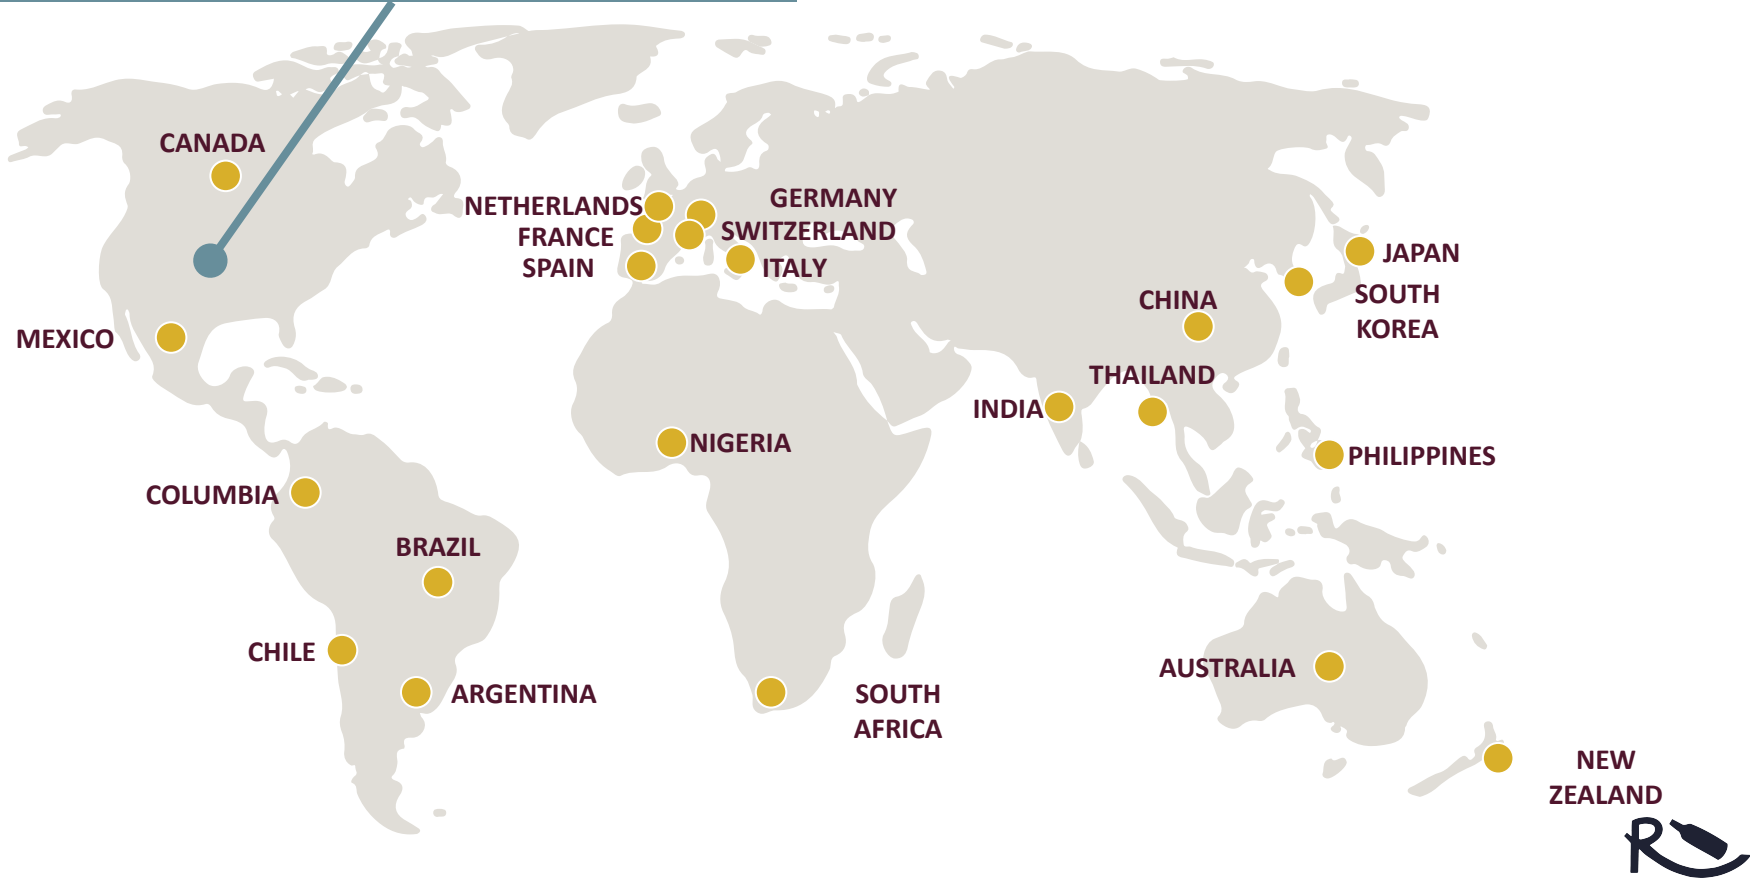 CANADA
NETHERLANDS
GERMANY
FRANCE
SWITZERLAND
SPAIN
ITALY
JAPAN
SOUTH
KOREA
CHINA
MEXICO
THAILAND
INDIA
NIGERIA
PHILIPPINES
COLUMBIA
BRAZIL
CHILE
AUSTRALIA
ARGENTINA
SOUTH
AFRICA
NEW
ZEALAND
R